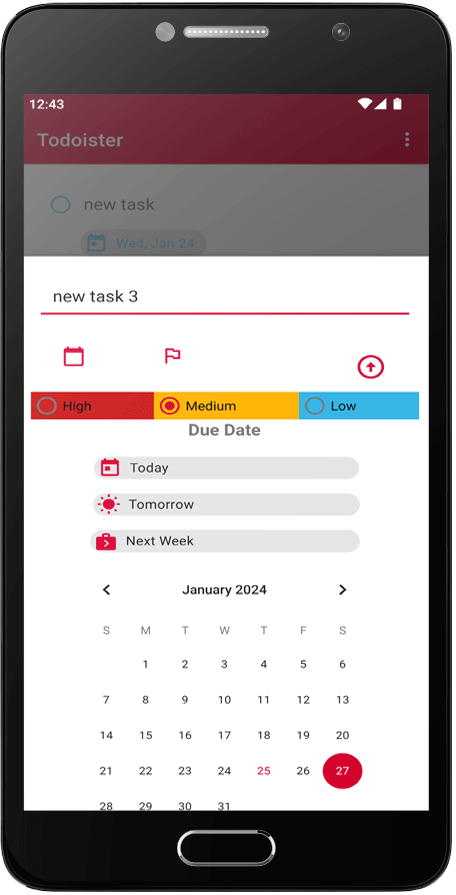 12:43
Todoister
new task
Wed, Jan 24
new task 3
High Medium Low
Due Date
Today
Tomorrow
Next Week
January 2024
S M T W T F S
1 2 3 4 5 6
7 8 9 10 11 12 13
14 15 16 17 18 19 20
21 22 23 24 25 26 27
28 29 30 31